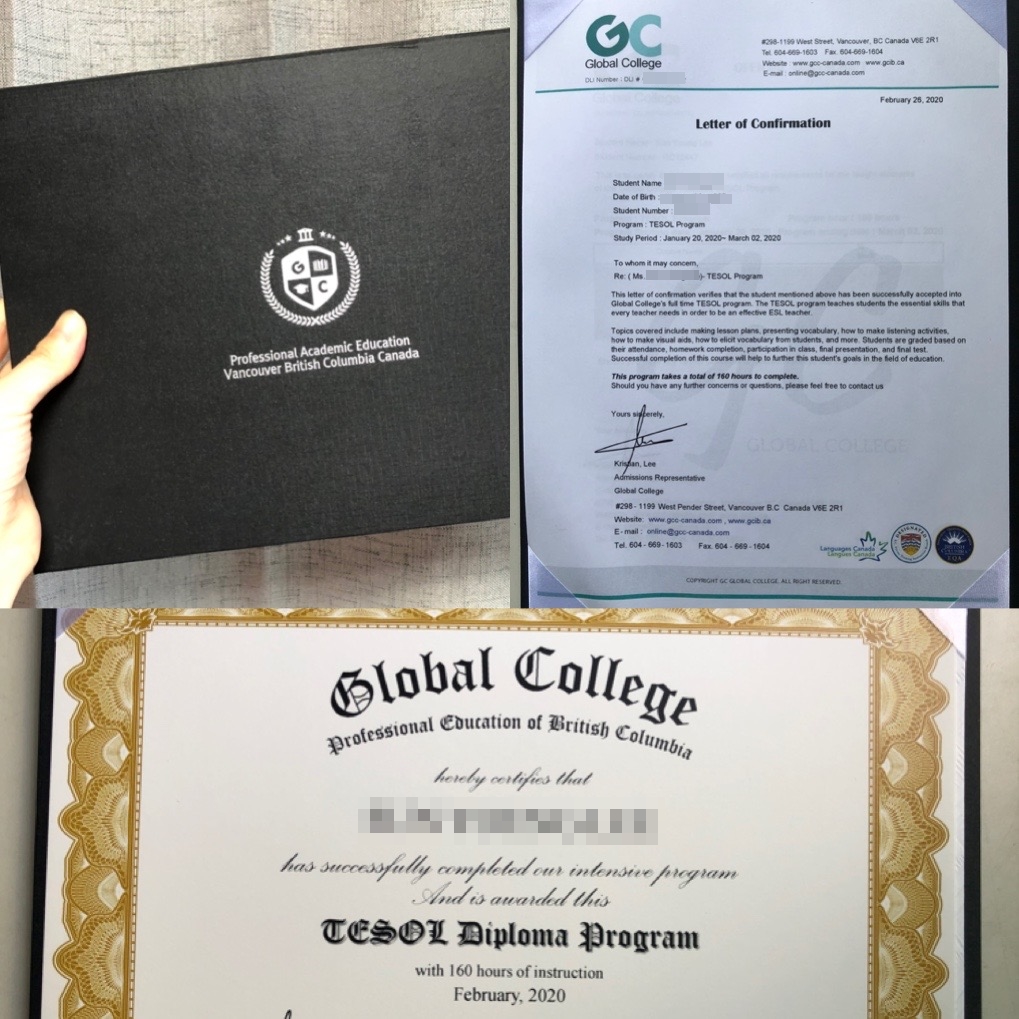 G
C
Professional Academic Education
Vancouver British Columbia Canada
GC
Global College
DLI Number : DLI #
#298-1199 West Street, Vancouver, BC Canada V6E 2R1
Tel. 604-669-1603 Fax. 604-669-1604
Website : www.gcc-canada.com . www.gcib.ca
E-mail : online@gcc-canada.com
February 26, 2020
Letter of Confirmation
Student Name
Date of Birth :
Student Number :
Program : TESOL Program
Study Period : January 20, 2020~ March 02, 2020
To whom it may concern,
Re: ( Ms. )- TESOL Program
This letter of confirmation verifies that the student mentioned above has been successfully accepted into
Global College's full time TESOL program. The TESOL program teaches students the essential skills that
every teacher needs in order to be an effective ESL teacher.
Topics covered include making lesson plans, presenting vocabulary, how to make listening activities,
how to make visual aids, how to elicit vocabulary from students, and more. Students are graded based on
their attendance, homework completion, participation in class, final presentation, and final test.
Successful completion of this course will help to further this student's goals in the field of education.
This program takes a total of 160 hours to complete.
Should you have any further concerns or questions, please feel free to contact us
Yours sincerely,
Kristian, Lee
Admissions Representative
Global College
GLOBAL COLLEGE
#298 - 1199 West Pender Street, Vancouver B.C Canada V6E 2R1
Website: www.gcc-canada.com , www.gcib.ca
E-mail : online@gcc-canada.com
Tel. 604 - 669 -1603 Fax. 604 - 669 -1604
Languages Canada
Langues Canada
DESIGNATED
BRITISH
COLUMBIA
EQA
COPYRIGHT GC GLOBAL COLLEGE. ALL RIGHT RESERVED.
Global College
Professional Education of British Columbia
hereby certifies that
has successfully completed our intensive program
And is awarded this
TESOL Diploma Program
with 160 hours of instruction
February, 2020